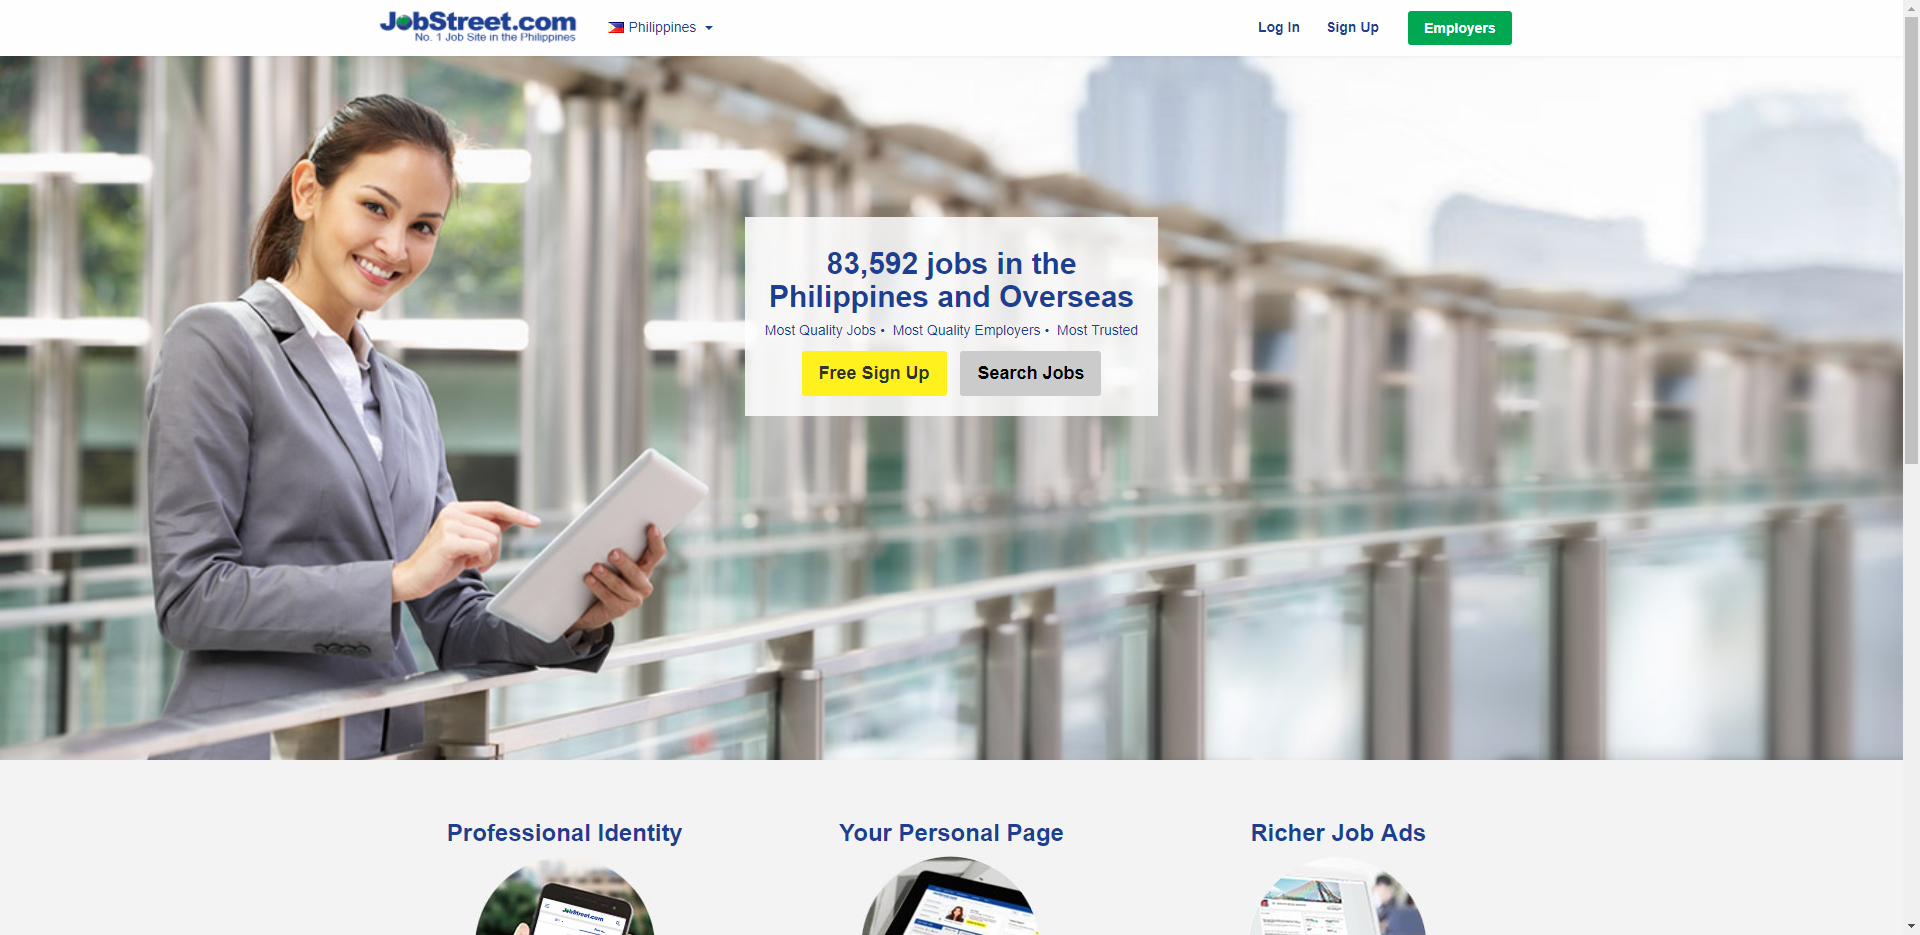 JobStreet.com
No. 1 Job Site in the Philippines
Philippines
Log In
Sign Up
Employers
83,592 jobs in the
Philippines and Overseas
Most Quality Jobs • Most Quality Employers • Most Trusted
Free Sign Up
Search Jobs
Professional Identity
Your Personal Page
Richer Job Ads
JobStreet.com